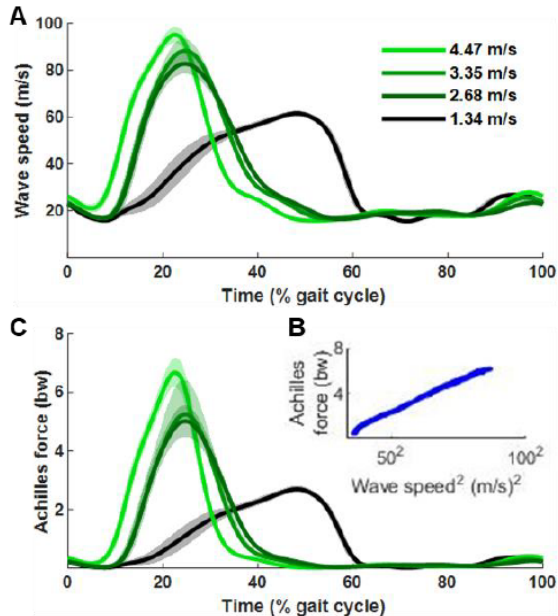 A
Wave speed (m/s)
100
80
60
40
20
4.47 m/s
3.35 m/s
2.68 m/s
1.34 m/s
0
20
40
60
80
100
Time (% gait cycle)
C
Achilles force (bw)
8
6
4
2
0
20
40
60
80
100
Time (% gait cycle)
B
Achilles
force (bw)
8
4
50²
100²
Wave speed² (m/s)²